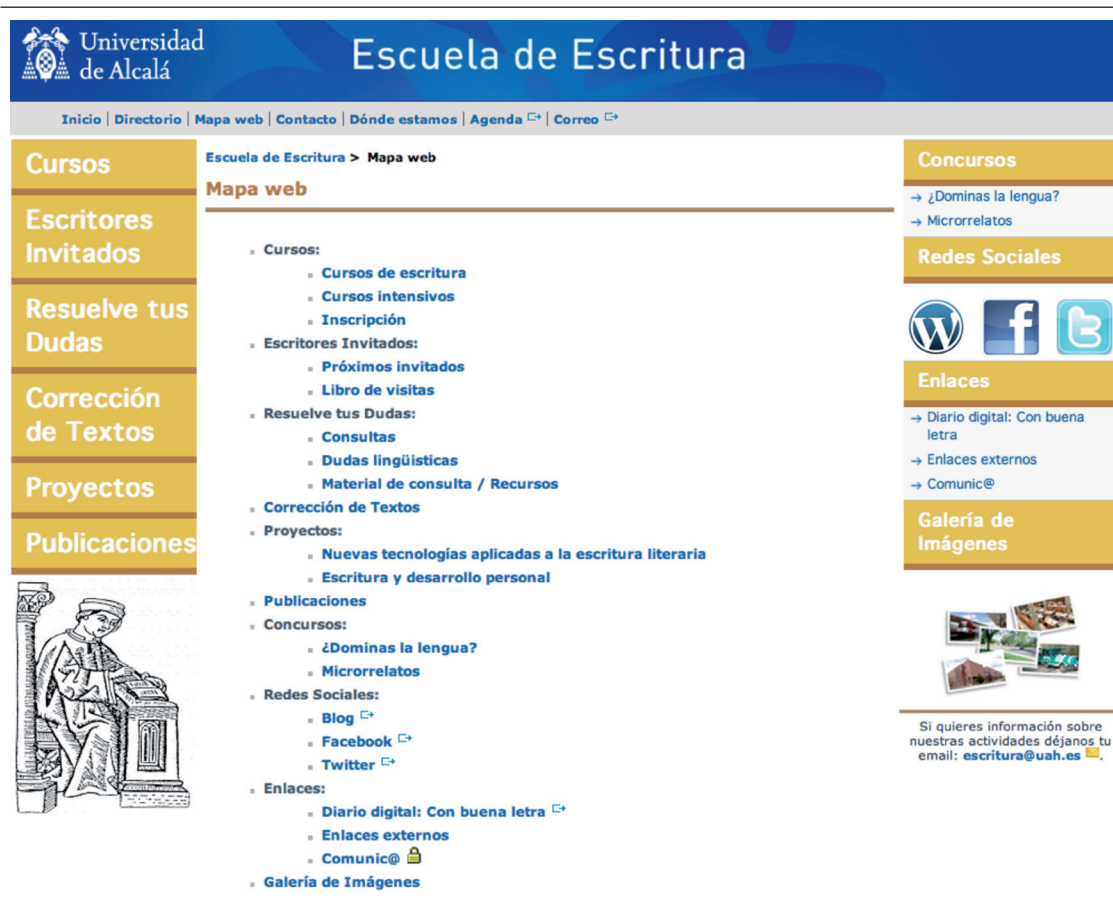 Universidad
de Alcalá
Escuela de Escritura
Inicio | Directorio | Mapa web | Contacto | Dónde estamos | Agenda | Correo
Cursos
Escritores
Invitados
Resuelve tus
Dudas
Corrección
de Textos
Proyectos
Publicaciones
Escuela de Escritura > Mapa web
Mapa web
Cursos:
Cursos de escritura
Cursos intensivos
Inscripción
Escritores Invitados:
Próximos invitados
Libro de visitas
Resuelve tus Dudas:
Consultas
Dudas lingüisticas
Material de consulta / Recursos
Corrección de Textos
Proyectos:
Nuevas tecnologías aplicadas a la escritura literaria
Escritura y desarrollo personal
Publicaciones
Concursos:
¿Dominas la lengua?
Microrrelatos
Redes Sociales:
Blog
Facebook
Twitter
Enlaces:
Diario digital: Con buena letra
Enlaces externos
Comunic@
Galería de Imágenes
Concursos
→ ¿Dominas la lengua?
→ Microrrelatos
Redes Sociales
Enlaces
→ Diario digital: Con buena
letra
→ Enlaces externos
→ Comunic@
Galería de
Imágenes
Si quieres información sobre
nuestras actividades déjanos tu
email: escritura@uah.es.